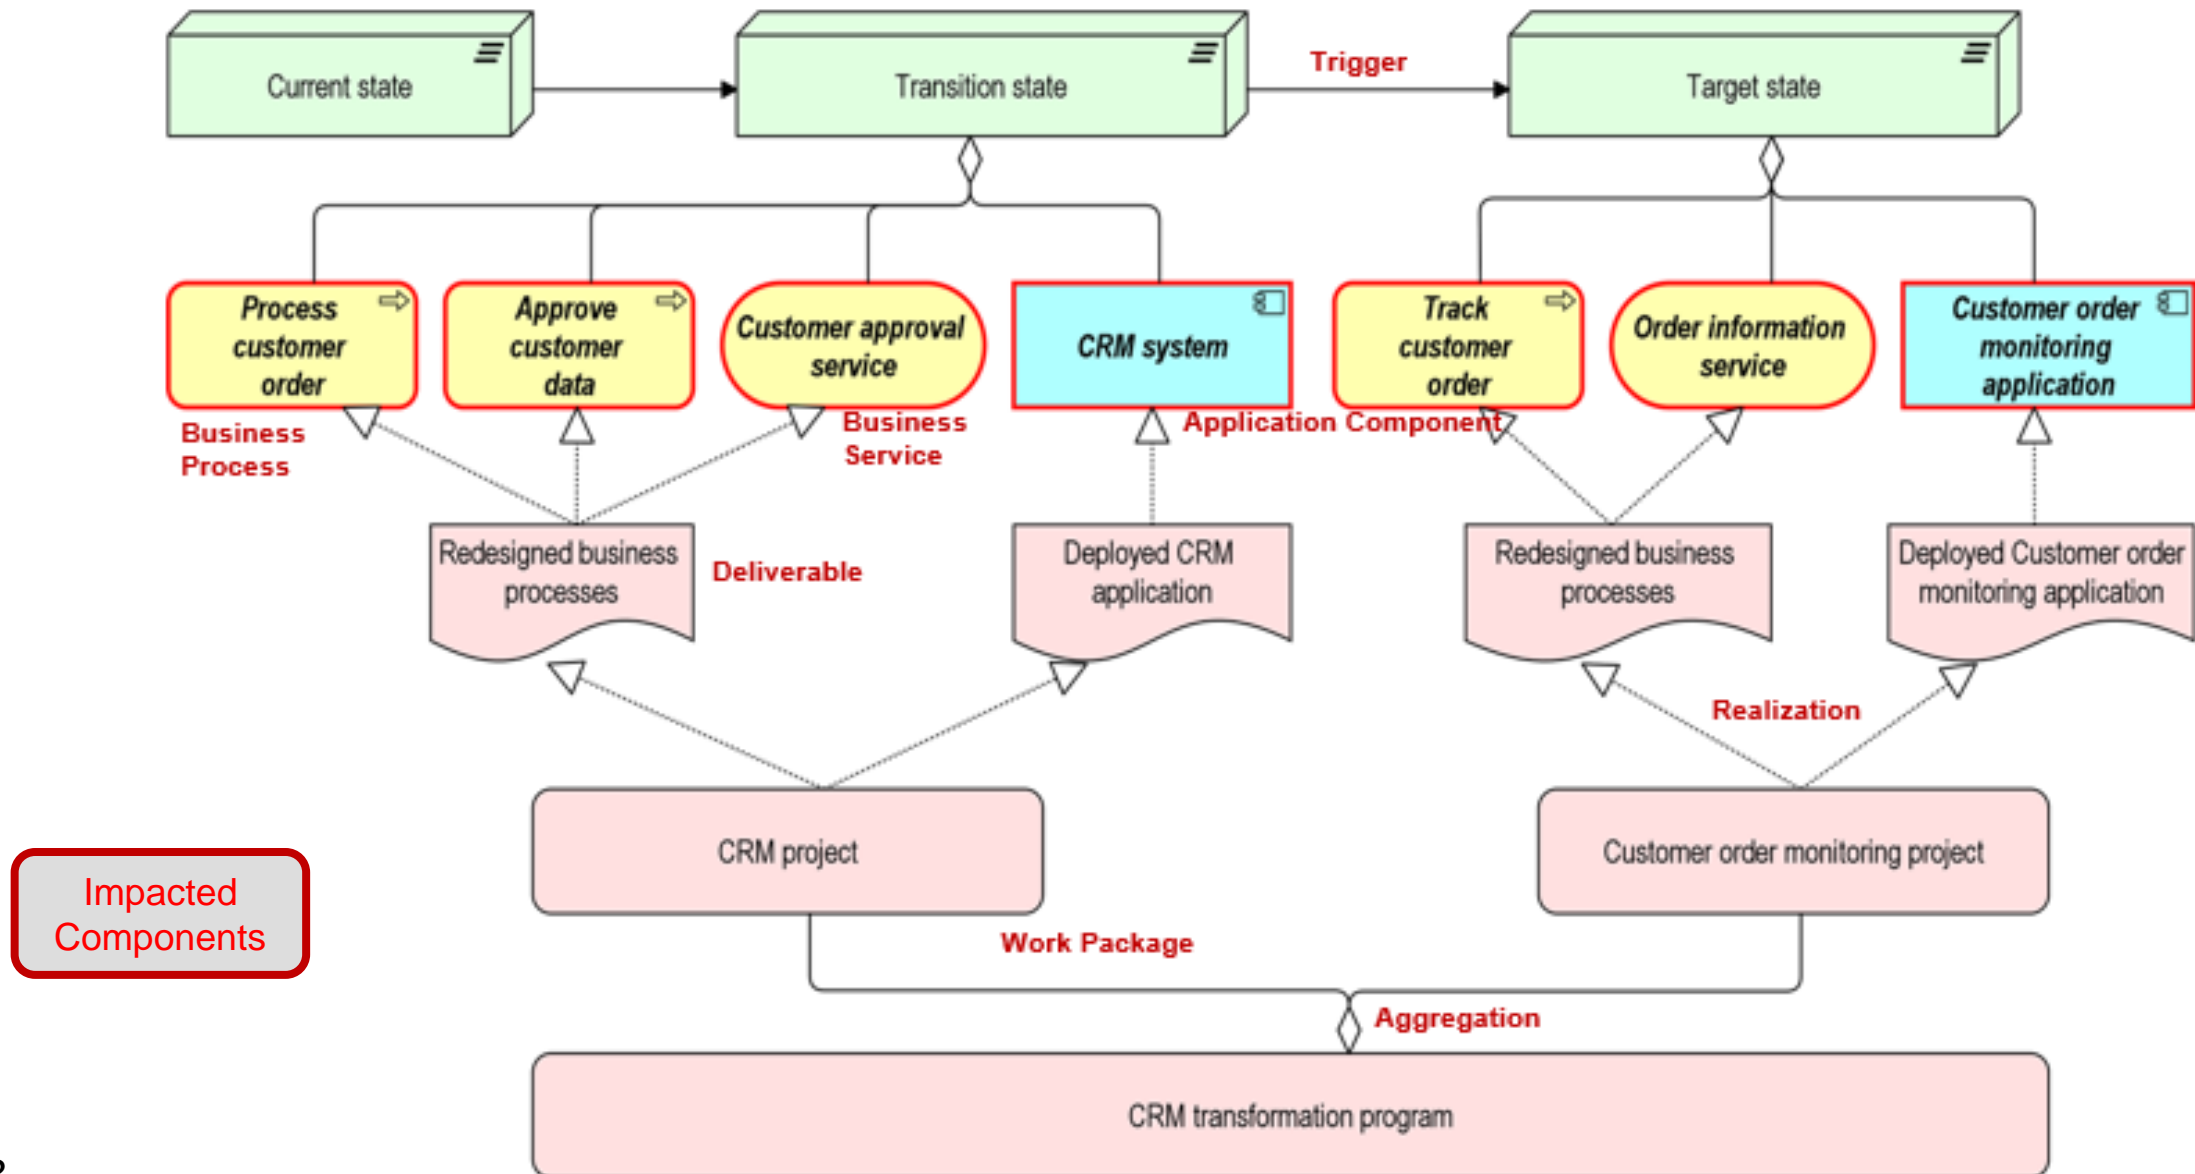 Current state
Transition state
Trigger
Target state
Process
customer
order
Approve
customer
data
Customer approval
service
CRM system
Track
customer
order
Order information
service
Customer order
monitoring
application
Business
Process
Business
Service
Application Component
Redesigned business
processes
Deliverable
Deployed CRM
application
Redesigned business
processes
Deployed Customer order
monitoring application
Realization
CRM project
Customer order monitoring project
Impacted
Components
Work Package
Aggregation
CRM transformation program